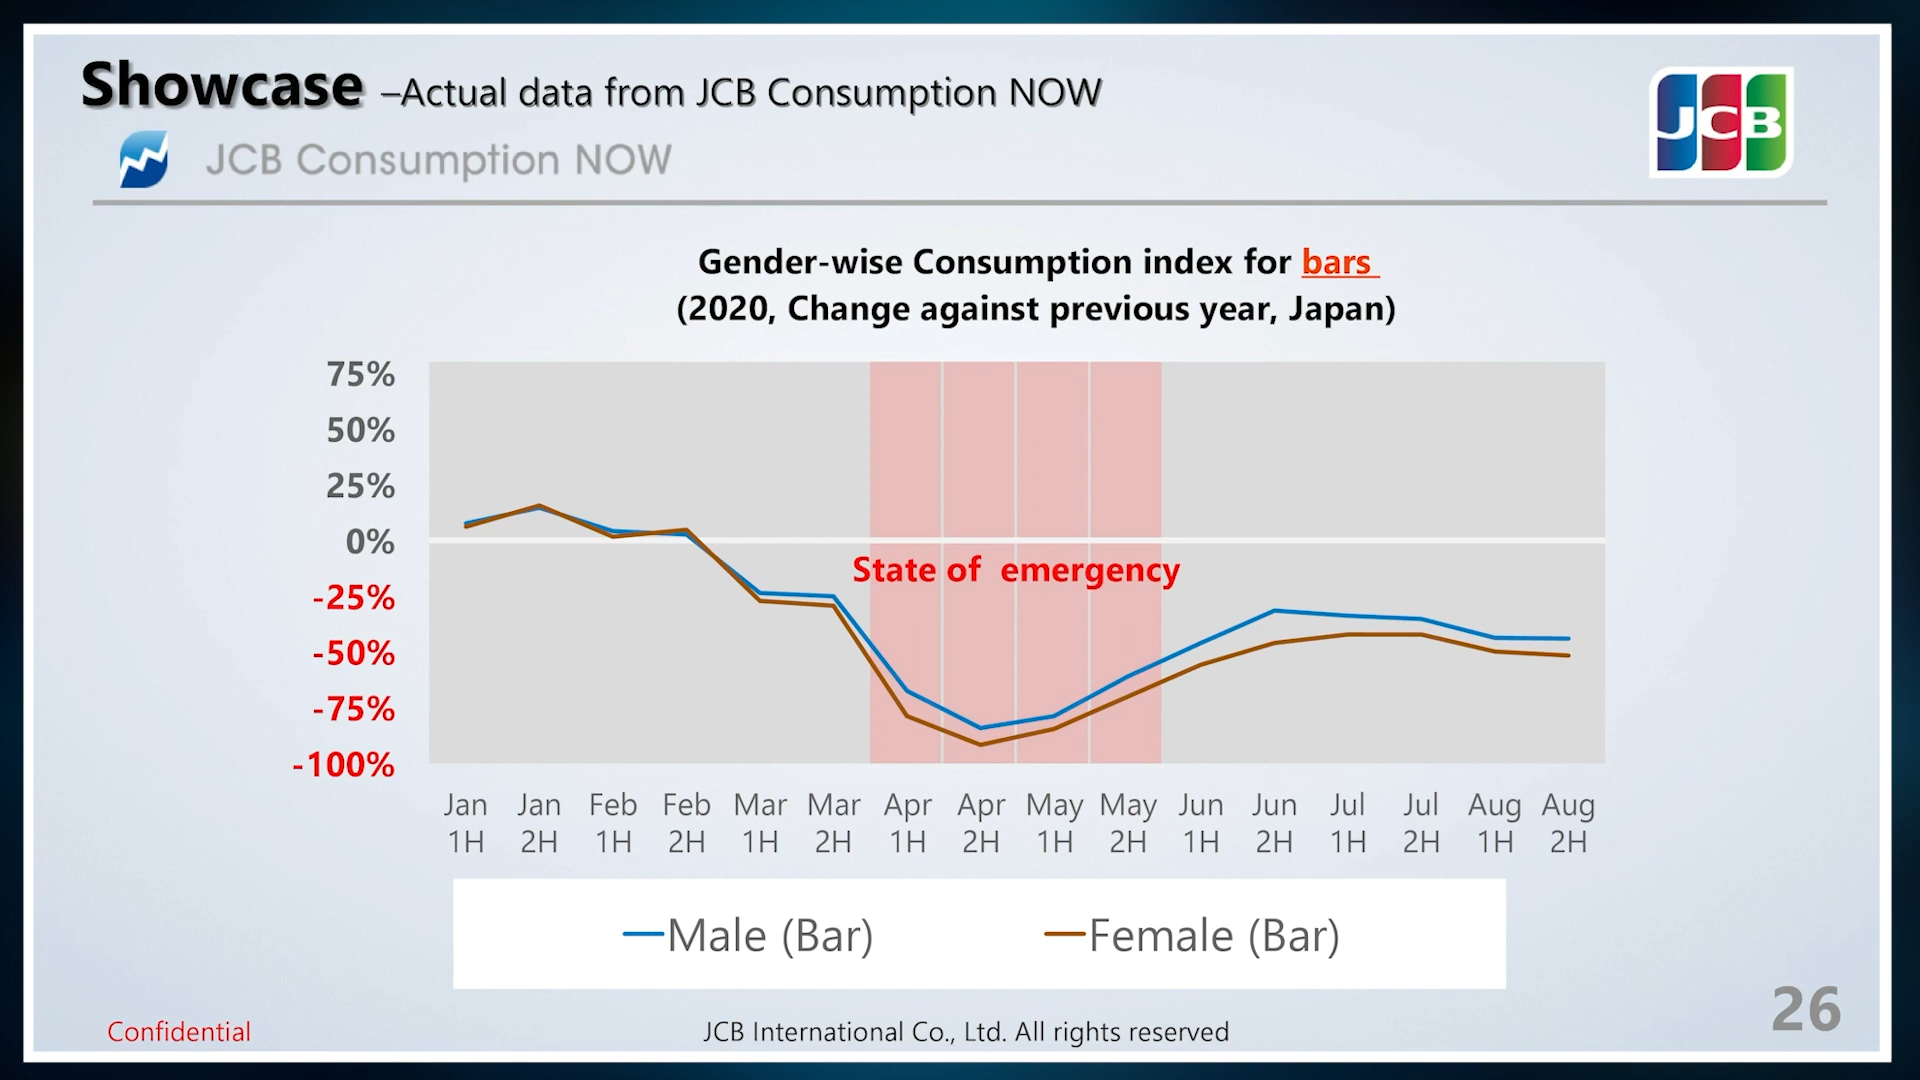 Showcase –Actual data from JCB Consumption NOW
JCB Consumption NOW
JCB
Gender-wise Consumption index for bars
(2020, Change against previous year, Japan)
75%
50%
25%
0%
-25%
-50%
-75%
-100%
State of  emergency
Jan Jan Feb Feb Mar Mar Apr Apr May May Jun Jun Jul Jul Aug Aug
1H 2H 1H 2H 1H 2H 1H 2H 1H 2H 1H 2H 1H 2H 1H 2H
Male (Bar) Female (Bar)
26
Confidential JCB International Co., Ltd. All rights reserved